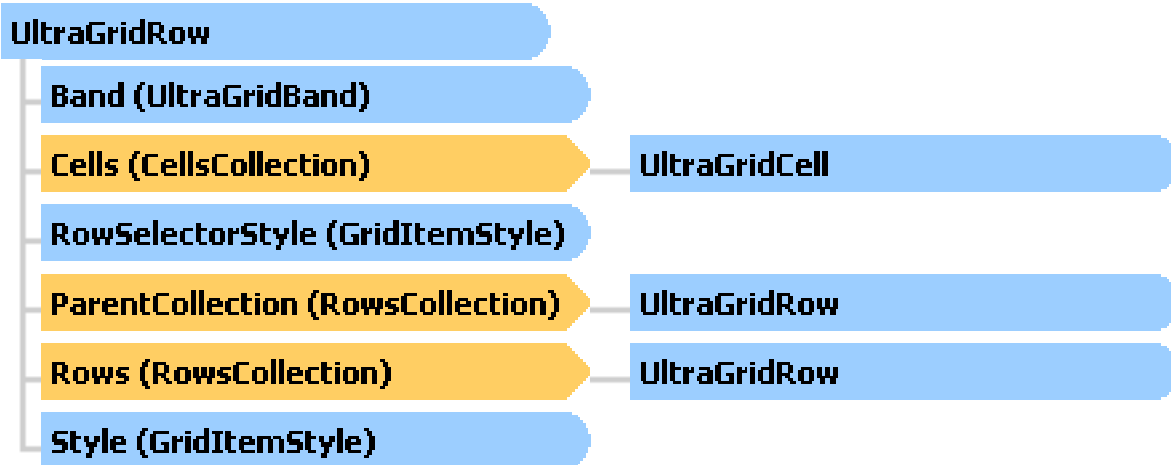 UltraGridRow
Band (UltraGridBand)
Cells (CellsCollection) UltraGridCell
RowSelectorStyle (GridItemStyle)
ParentCollection (RowsCollection) UltraGridRow
Rows (RowsCollection) UltraGridRow
Style (GridItemStyle)